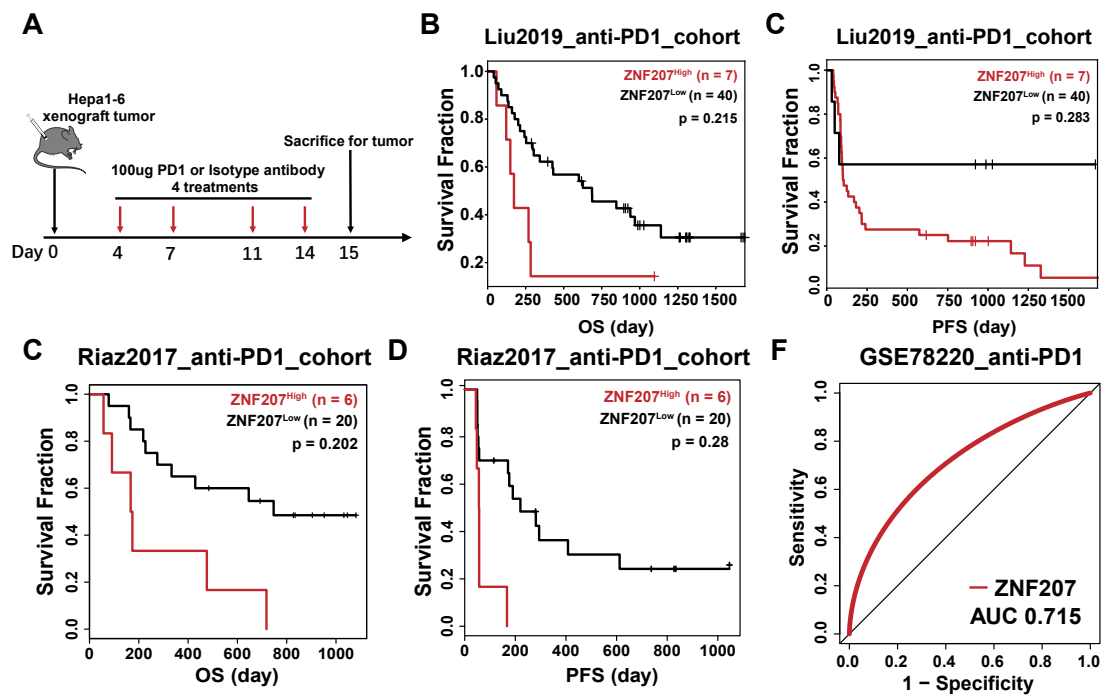 A
Hepa1-6
xenograft tumor
100ug PD1 or Isotype antibody
4 treatments
Sacrifice for tumor
Day 0
4
7
11
14
15
B
Liu2019_anti-PD1_cohort
ZNF207High (n = 7)
ZNF207Low (n = 40)
p = 0.215
Survival Fraction
1.0
0.8
0.6
0.4
0.2
0
250
500
750
1000
1250
1500
OS (day)
C
Liu2019_anti-PD1_cohort
ZNF207High (n = 7)
ZNF207Low (n = 40)
p = 0.283
Survival Fraction
1.0
0.8
0.6
0.4
0.2
0.0
0
250
500
750
1000
1250
1500
PFS (day)
C
Riaz2017_anti-PD1_cohort
ZNF207High (n = 6)
ZNF207Low (n = 20)
p = 0.202
Survival Fraction
1.0
0.8
0.6
0.4
0.2
0.0
0
200
400
600
800
1000
OS (day)
D
Riaz2017_anti-PD1_cohort
ZNF207High (n = 6)
ZNF207Low (n = 20)
p = 0.28
Survival Fraction
1.0
0.8
0.6
0.4
0.2
0.0
0
200
400
600
800
1000
PFS (day)
F
GSE78220_anti-PD1
Sensitivity
1.0
0.8
0.6
0.4
0.2
0.0
ZNF207
AUC 0.715
0.0
0.2
0.4
0.6
0.8
1.0
1 − Specificity